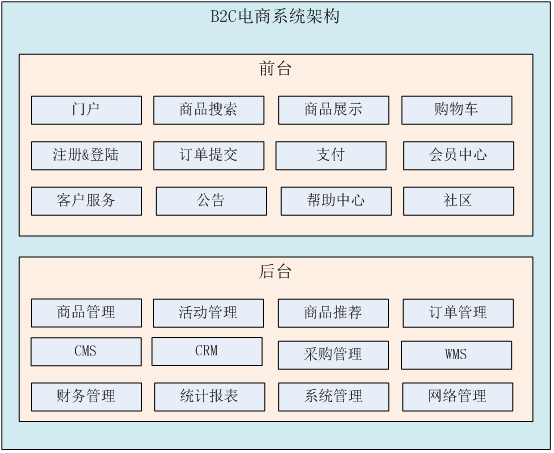 B2C电商系统架构
前台
门户 商品搜索 商品展示 购物车
注册&登陆 订单提交 支付 会员中心
客户服务 公告 帮助中心 社区
后台
商品管理 活动管理 商品推荐 订单管理
CMS CRM 采购管理 WMS
财务管理 统计报表 系统管理 网络管理